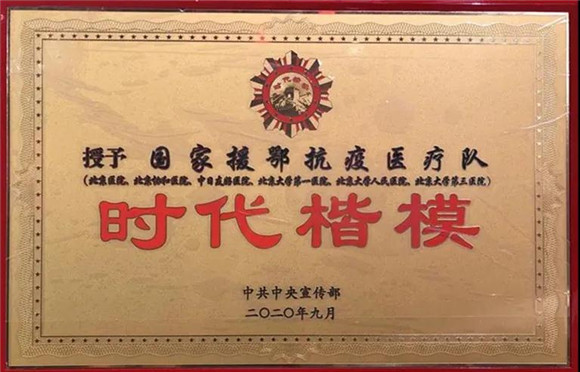 时代楷模
授予 国家援鄂抗疫医疗队
(北京医院、北京协和医院、中日友好医院、北京大学第一医院、北京大学人民医院、北京大学第三医院)
时代楷模
中共中央宣传部
二〇二〇年九月